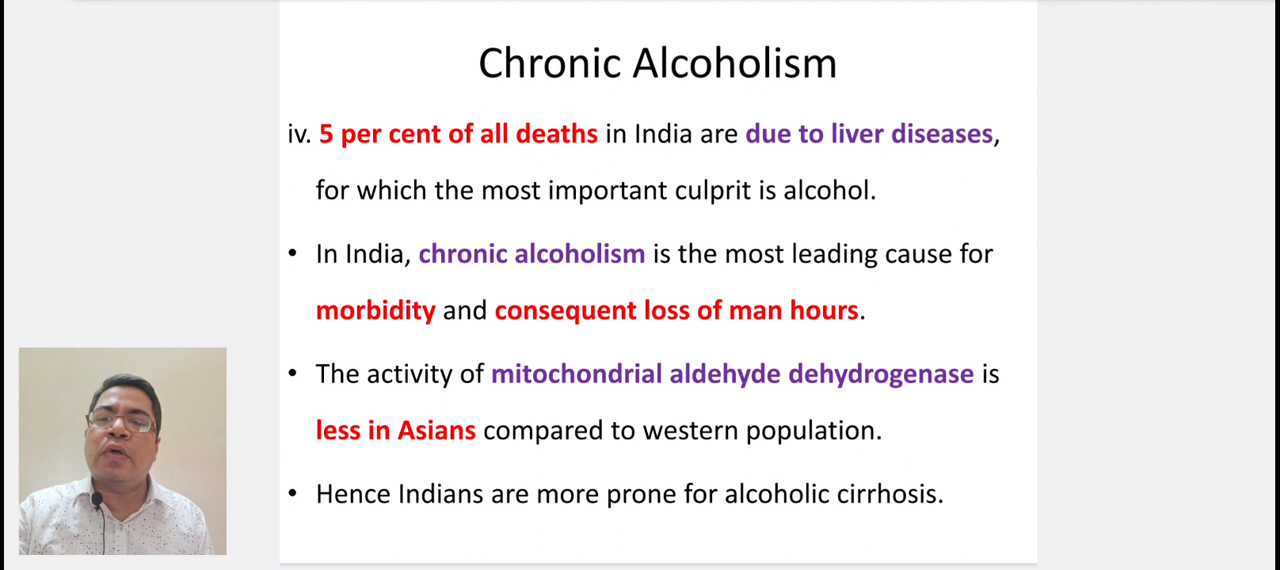 Chronic Alcoholism
iv. 5 per cent of all deaths in India are due to liver diseases,
for which the most important culprit is alcohol.
• In India, chronic alcoholism is the most leading cause for
morbidity and consequent loss of man hours.
• The activity of mitochondrial aldehyde dehydrogenase is
less in Asians compared to western population.
• Hence Indians are more prone for alcoholic cirrhosis.